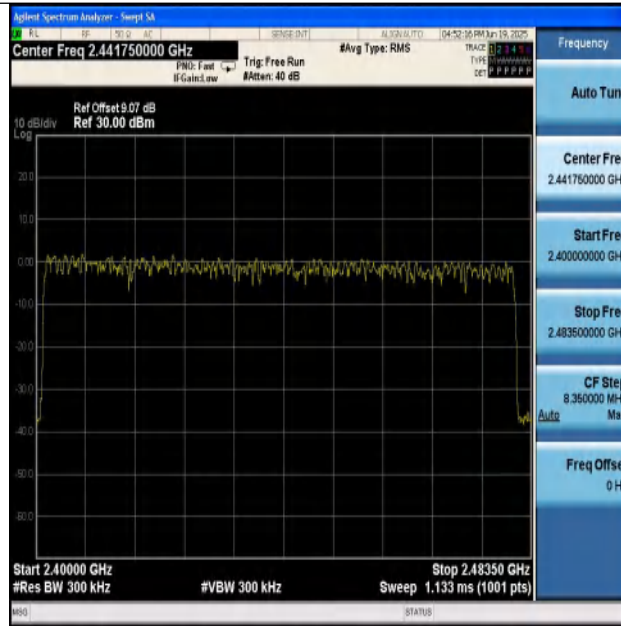 Agilent Spectrum Analyzer - Swept SA
RL RF 50 Ω AC SENSE:INT ALIGN AUTO 04:52:16 PM Jun 19, 2025
Center Freq 2.441750000 GHz
PNO: Fast
IFGain:Low
Trig: Free Run
#Atten: 40 dB
#Avg Type: RMS
TRACE 1 2 3 4 5 6
TYPE
DET P P P P P P
Ref Offset 9.07 dB
10 dB/div Ref 30.00 dBm
Log
20.0
10.0
0.00
-10.0
-20.0
-30.0
-40.0
-50.0
-60.0
Start 2.40000 GHz
Stop 2.48350 GHz
#Res BW 300 kHz
#VBW 300 kHz
Sweep 1.133 ms (1001 pts)
MSG
STATUS
Frequency
Auto Tun
Center Fre
2.441750000 GH
Start Fre
2.400000000 GH
Stop Fre
2.483500000 GH
CF Step
8.350000 MH
Auto Ma
Freq Offse
0 H